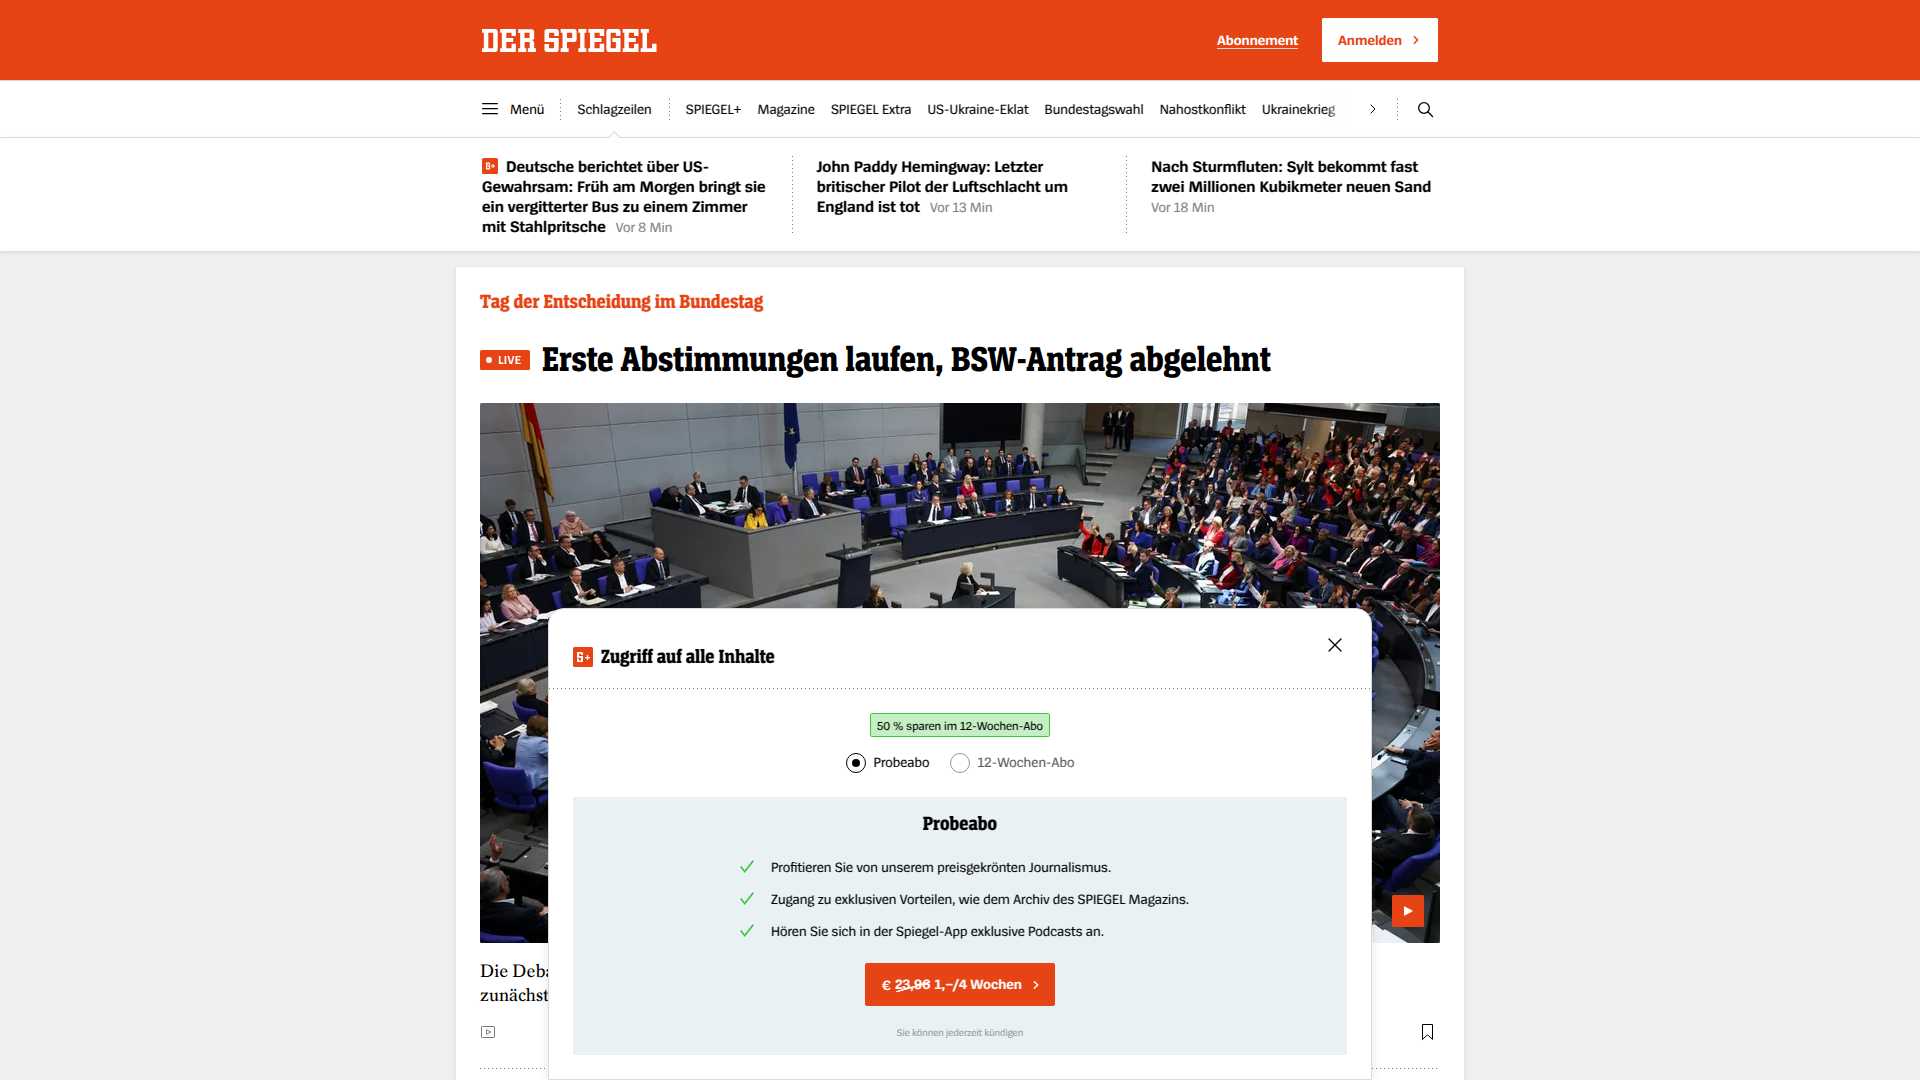 DER SPIEGEL
Abonnement
Anmelden
Menü
Schlagzeilen
SPIEGEL+
Magazine
SPIEGEL Extra
US-Ukraine-Eklat
Bundestagswahl
Nahostkonflikt
Ukrainekrieg
Deutsche berichtet über US-
Gewahrsam: Früh am Morgen bringt sie
ein vergitterter Bus zu einem Zimmer
mit Stahlpritsche Vor 8 Min
John Paddy Hemingway: Letzter
britischer Pilot der Luftschlacht um
England ist tot Vor 13 Min
Nach Sturmfluten: Sylt bekommt fast
zwei Millionen Kubikmeter neuen Sand
Vor 18 Min
Tag der Entscheidung im Bundestag
LIVE Erste Abstimmungen laufen, BSW-Antrag abgelehnt
Zugriff auf alle Inhalte
50 % sparen im 12-Wochen-Abo
Probeabo
12-Wochen-Abo
Probeabo
Profitieren Sie von unserem preisgekrönten Journalismus.
Zugang zu exklusiven Vorteilen, wie dem Archiv des SPIEGEL Magazins.
Hören Sie sich in der Spiegel-App exklusive Podcasts an.
€ 23,96 1,–/4 Wochen
Sie können jederzeit kündigen
Die Deba
zunächst